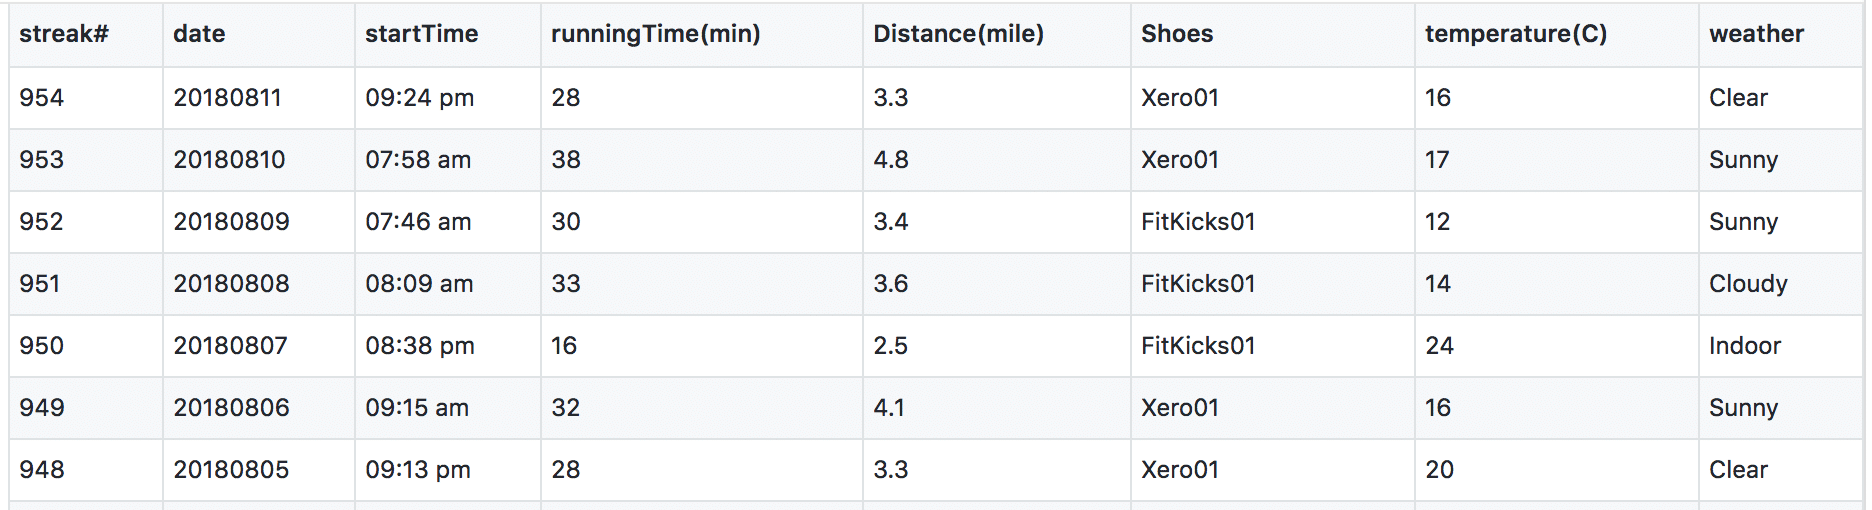 streak# date startTime runningTime(min) Distance(mile) Shoes temperature(C) weather
954 20180811 09:24 pm 28 3.3 Xero01 16 Clear
953 20180810 07:58 am 38 4.8 Xero01 17 Sunny
952 20180809 07:46 am 30 3.4 FitKicks01 12 Sunny
951 20180808 08:09 am 33 3.6 FitKicks01 14 Cloudy
950 20180807 08:38 pm 16 2.5 FitKicks01 24 Indoor
949 20180806 09:15 am 32 4.1 Xero01 16 Sunny
948 20180805 09:13 pm 28 3.3 Xero01 20 Clear